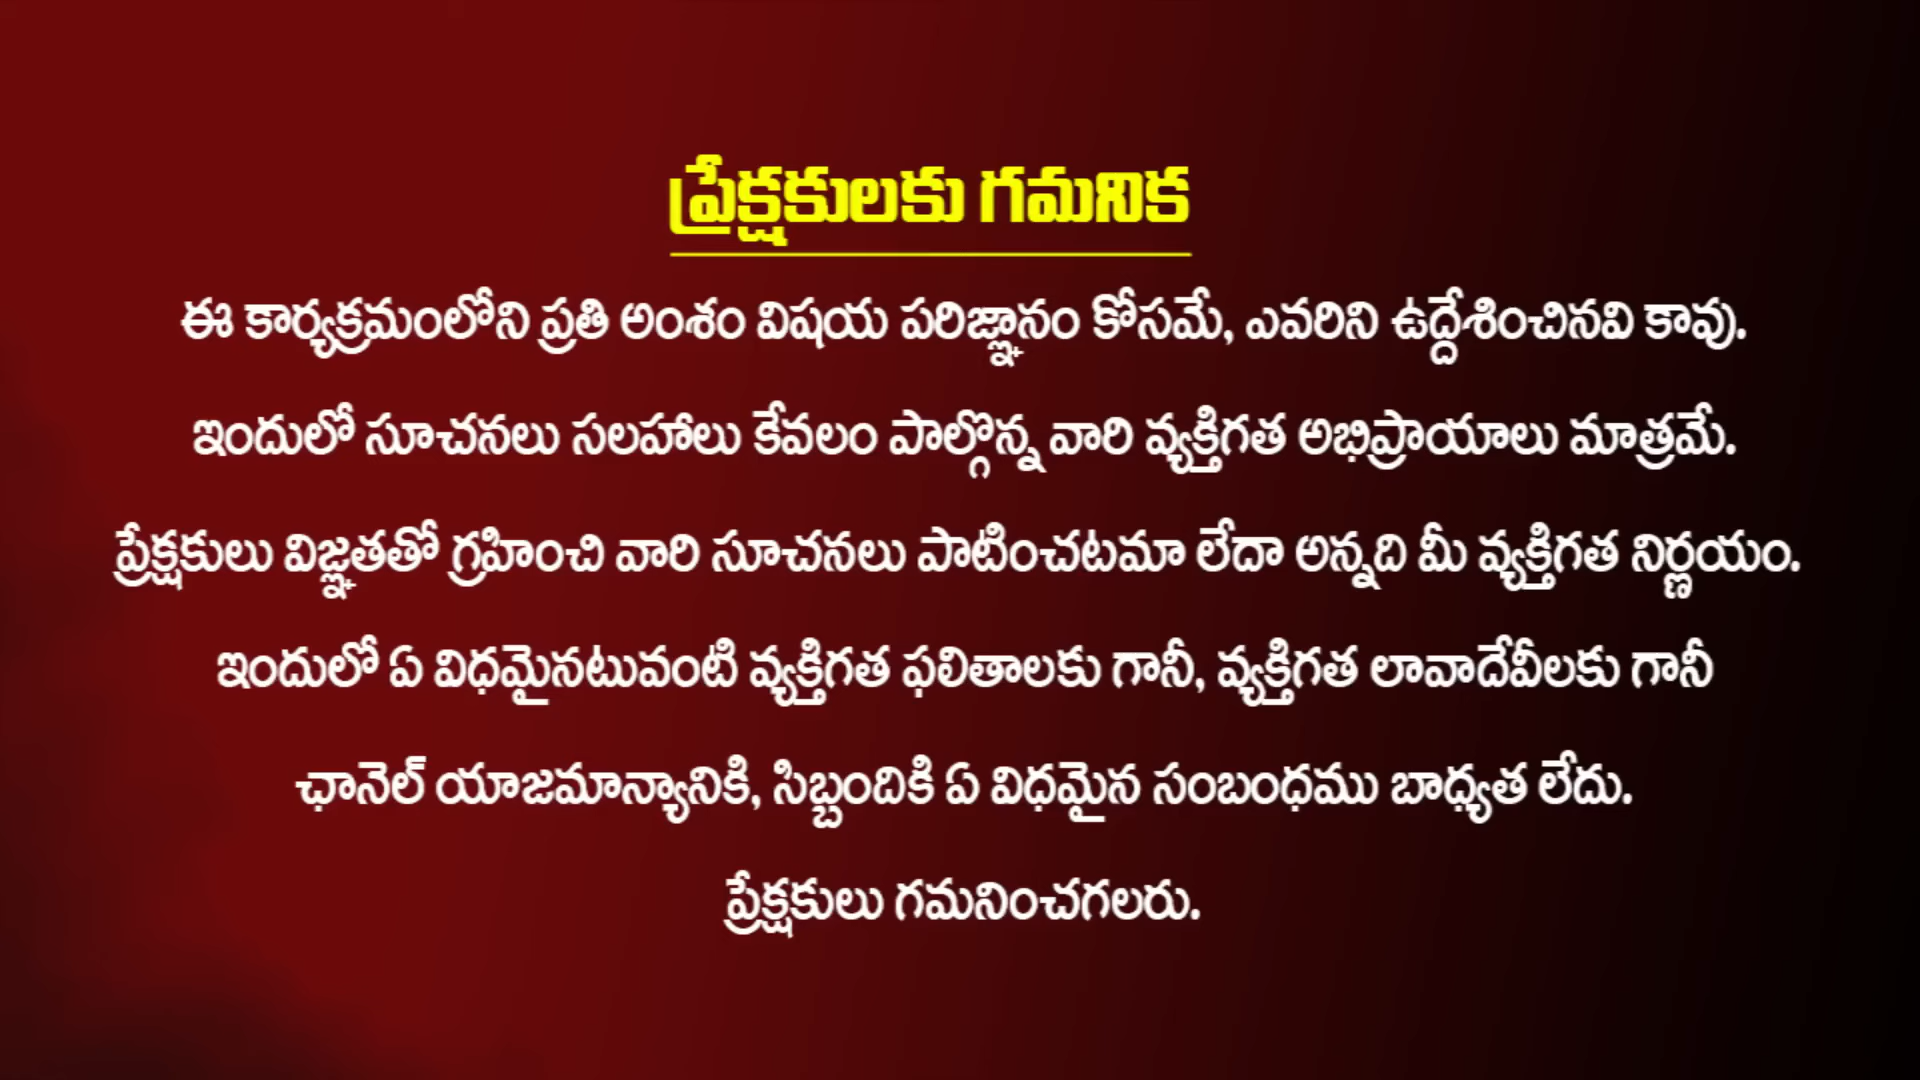 ప్రేక్షకులకు గమనిక
ఈ కార్యక్రమంలోని ప్రతి అంశం విషయ పరిజ్ఞానం కోసమే, ఎవరిని ఉద్దేశించినవి కావు.
ఇందులో సూచనలు సలహాలు కేవలం పాల్గొన్న వారి వ్యక్తిగత అభిప్రాయాలు మాత్రమే.
ప్రేక్షకులు విజ్ఞతతో గ్రహించి వారి సూచనలు పాటించటమా లేదా అన్నది మీ వ్యక్తిగత నిర్ణయం.
ఇందులో ఏ విధమైనటువంటి వ్యక్తిగత ఫలితాలకు గానీ, వ్యక్తిగత లావాదేవీలకు గానీ
ఛానెల్ యాజమాన్యానికి, సిబ్బందికి ఏ విధమైన సంబంధము బాధ్యత లేదు.
ప్రేక్షకులు గమనించగలరు.